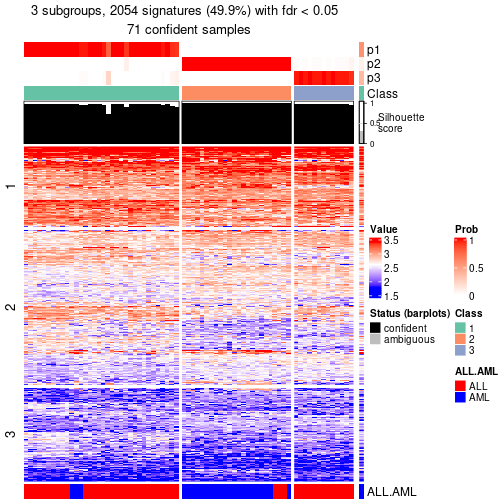 3 subgroups, 2054 signatures (49.9%) with fdr < 0.05
71 confident samples
p1
p2
p3
Class
1
0.5
0
Silhouette
score
1
2
3
ALL.AML
Value
3.5
3
2.5
2
1.5
Prob
1
0.5
0
Status (barplots)
confident
ambiguous
Class
1
2
3
ALL.AML
ALL
AML